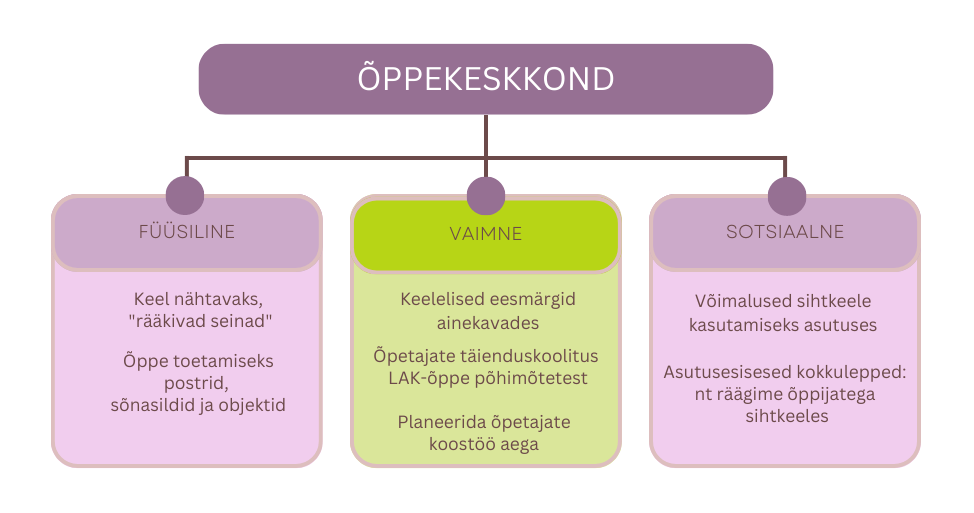 ÕPPEKESKKOND
FÜÜSILINE
Keel nähtavaks,
"rääkivad seinad"
Õppe toetamiseks
postrid,
sõnasildid ja objektid
VAIMNE
Keelelised eesmärgid
ainekavades
Õpetajate täienduskoolitus
LAK-õppe põhimõtetest
Planeerida õpetajate
koostöö aega
SOTSIAALNE
Võimalused sihtkeele
kasutamiseks asutuses
Asutusesisesed kokkulepped:
nt räägime õppijatega
sihtkeeles